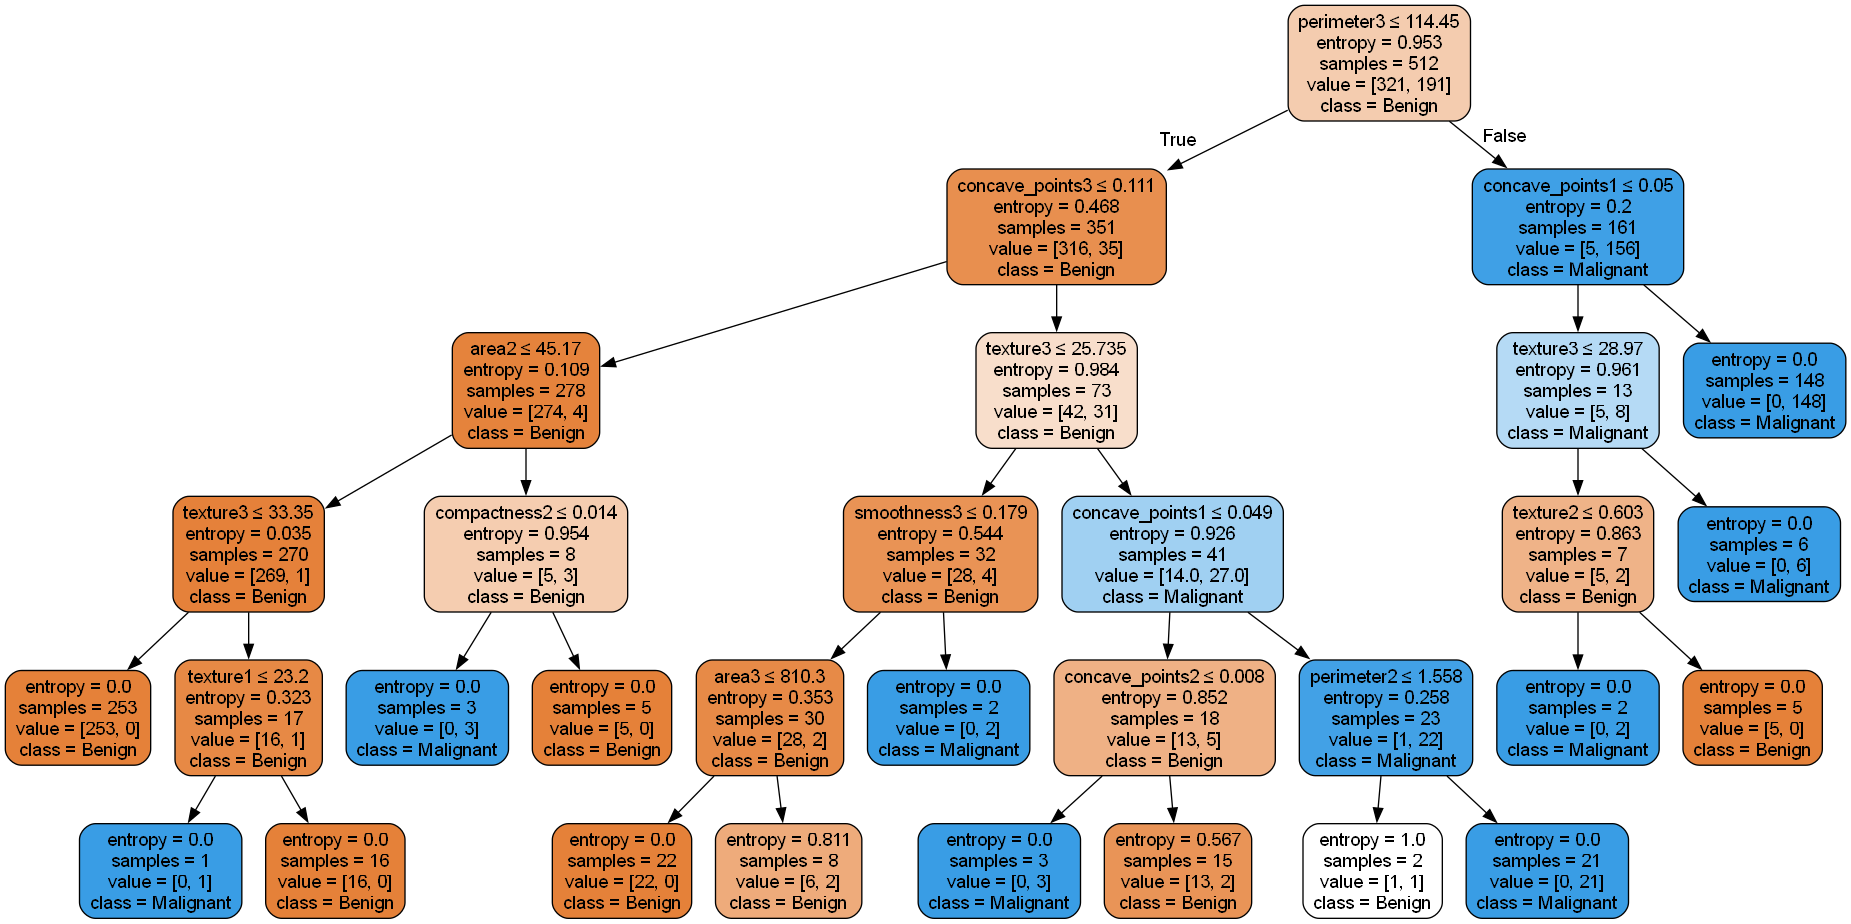 perimeter3 ≤ 114.45
entropy = 0.953
samples = 512
value = [321, 191]
class = Benign
True
False
concave_points3 ≤ 0.111
entropy = 0.468
samples = 351
value = [316, 35]
class = Benign
concave_points1 ≤ 0.05
entropy = 0.2
samples = 161
value = [5, 156]
class = Malignant
area2 ≤ 45.17
entropy = 0.109
samples = 278
value = [274, 4]
class = Benign
texture3 ≤ 25.735
entropy = 0.984
samples = 73
value = [42, 31]
class = Benign
texture3 ≤ 28.97
entropy = 0.961
samples = 13
value = [5, 8]
class = Malignant
entropy = 0.0
samples = 148
value = [0, 148]
class = Malignant
texture3 ≤ 33.35
entropy = 0.035
samples = 270
value = [269, 1]
class = Benign
compactness2 ≤ 0.014
entropy = 0.954
samples = 8
value = [5, 3]
class = Benign
smoothness3 ≤ 0.179
entropy = 0.544
samples = 32
value = [28, 4]
class = Benign
concave_points1 ≤ 0.049
entropy = 0.926
samples = 41
value = [14.0, 27.0]
class = Malignant
texture2 ≤ 0.603
entropy = 0.863
samples = 7
value = [5, 2]
class = Benign
entropy = 0.0
samples = 6
value = [0, 6]
class = Malignant
entropy = 0.0
samples = 253
value = [253, 0]
class = Benign
texture1 ≤ 23.2
entropy = 0.323
samples = 17
value = [16, 1]
class = Benign
entropy = 0.0
samples = 3
value = [0, 3]
class = Malignant
entropy = 0.0
samples = 5
value = [5, 0]
class = Benign
area3 ≤ 810.3
entropy = 0.353
samples = 30
value = [28, 2]
class = Benign
entropy = 0.0
samples = 2
value = [0, 2]
class = Malignant
concave_points2 ≤ 0.008
entropy = 0.852
samples = 18
value = [13, 5]
class = Benign
perimeter2 ≤ 1.558
entropy = 0.258
samples = 23
value = [1, 22]
class = Malignant
entropy = 0.0
samples = 2
value = [0, 2]
class = Malignant
entropy = 0.0
samples = 5
value = [5, 0]
class = Benign
entropy = 0.0
samples = 1
value = [0, 1]
class = Malignant
entropy = 0.0
samples = 16
value = [16, 0]
class = Benign
entropy = 0.0
samples = 22
value = [22, 0]
class = Benign
entropy = 0.811
samples = 8
value = [6, 2]
class = Benign
entropy = 0.0
samples = 3
value = [0, 3]
class = Malignant
entropy = 0.567
samples = 15
value = [13, 2]
class = Benign
entropy = 1.0
samples = 2
value = [1, 1]
class = Benign
entropy = 0.0
samples = 21
value = [0, 21]
class = Malignant